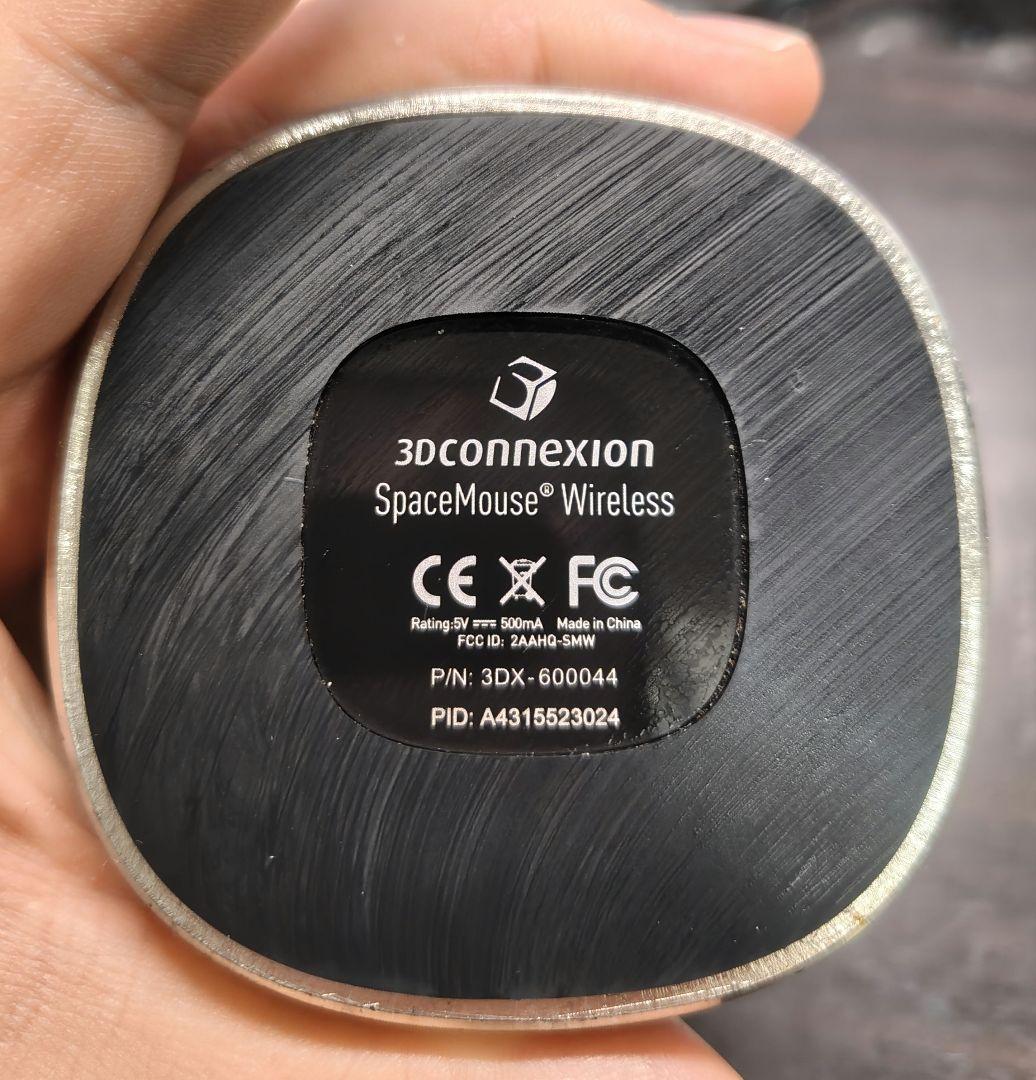 3Dconnexion
SpaceMouse® Wireless
CE FC
Rating:5V ⎓ 500mA Made in China
FCC ID: 2AAHQ-SMW
P/N: 3DX-600044
PID: A4315523024